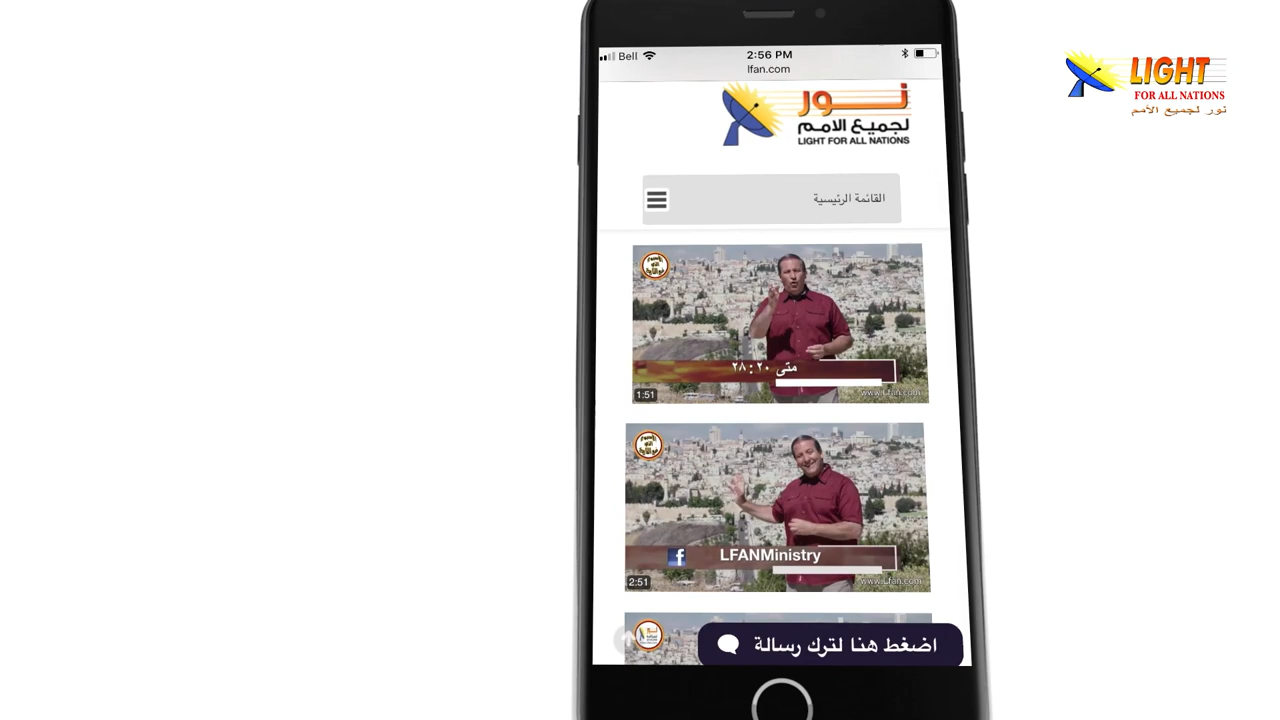 Bell
2:56 PM
lfan.com
نور
لجميع الامم
LIGHT FOR ALL NATIONS
LIGHT
FOR ALL NATIONS
نور لجميع الأمم
القائمة الرئيسية
متى ٢٠ : ٢٨
1:51
www.Lfan.com
LFANMinistry
2:51
www.Lfan.com
اضغط هنا لترك رسالة